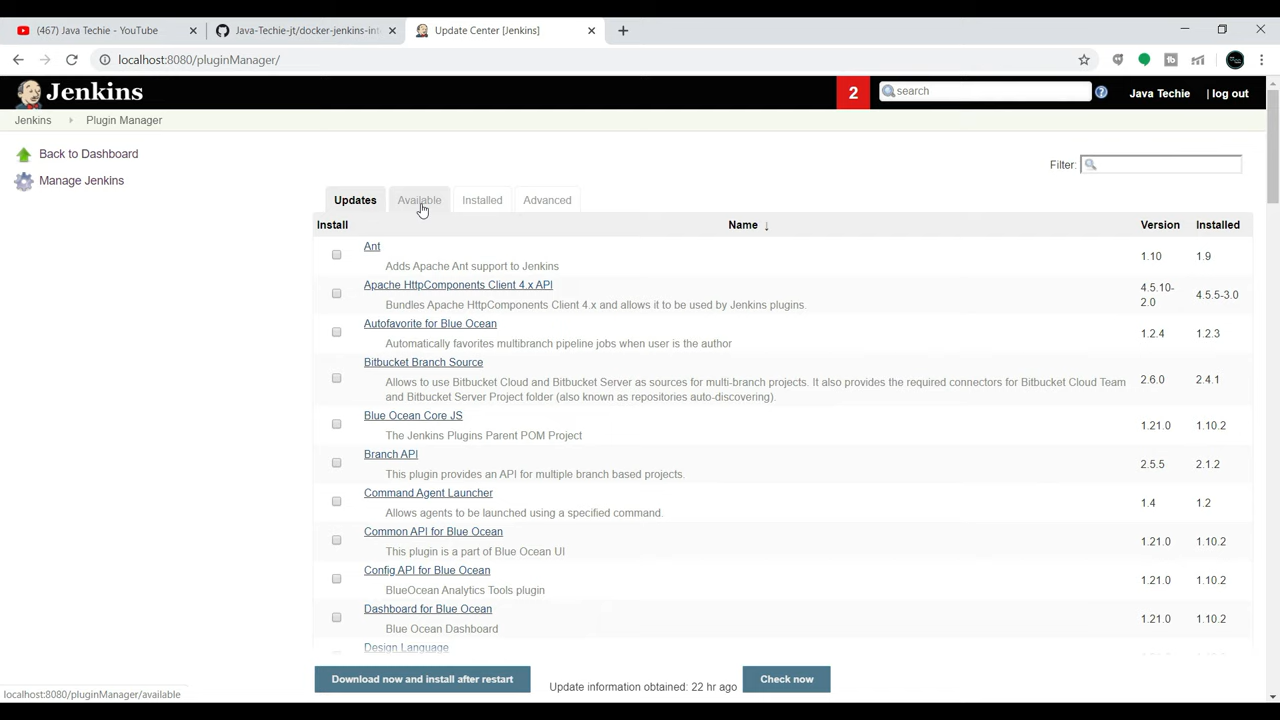 (467) Java Techie - YouTube
Java-Techie-jt/docker-jenkins-int
Update Center [Jenkins]
localhost:8080/pluginManager/
Jenkins
2
search
Java Techie
| log out
Jenkins
Plugin Manager
Back to Dashboard
Manage Jenkins
Filter:
Updates
Available
Installed
Advanced
Install
Name ↓
Version
Installed
Ant
Adds Apache Ant support to Jenkins
1.10
1.9
Apache HttpComponents Client 4.x API
Bundles Apache HttpComponents Client 4.x and allows it to be used by Jenkins plugins.
4.5.10-
2.0
4.5.5-3.0
Autofavorite for Blue Ocean
Automatically favorites multibranch pipeline jobs when user is the author
1.2.4
1.2.3
Bitbucket Branch Source
Allows to use Bitbucket Cloud and Bitbucket Server as sources for multi-branch projects. It also provides the required connectors for Bitbucket Cloud Team
and Bitbucket Server Project folder (also known as repositories auto-discovering).
2.6.0
2.4.1
Blue Ocean Core JS
The Jenkins Plugins Parent POM Project
1.21.0
1.10.2
Branch API
This plugin provides an API for multiple branch based projects.
2.5.5
2.1.2
Command Agent Launcher
Allows agents to be launched using a specified command.
1.4
1.2
Common API for Blue Ocean
This plugin is a part of Blue Ocean UI
1.21.0
1.10.2
Config API for Blue Ocean
BlueOcean Analytics Tools plugin
1.21.0
1.10.2
Dashboard for Blue Ocean
Blue Ocean Dashboard
1.21.0
1.10.2
Design Language
Download now and install after restart
Update information obtained: 22 hr ago
Check now
localhost:8080/pluginManager/available